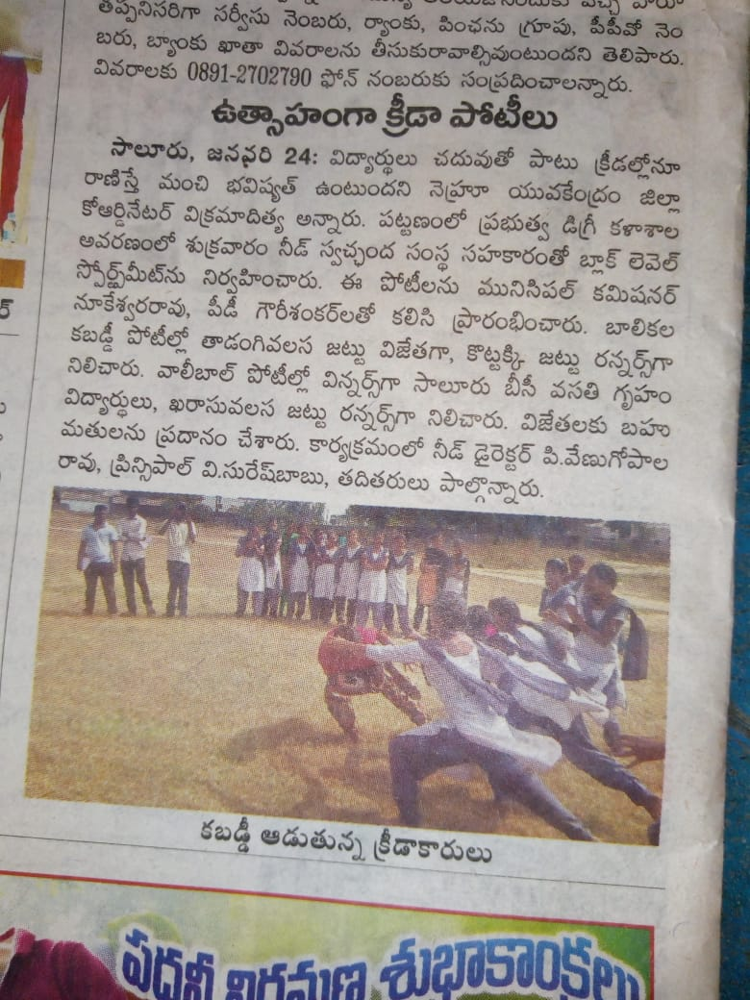 తప్పనిసరిగా సర్వీసు నెంబరు, ర్యాంకు, పింఛను గ్రూపు, పీపీవో నెం
బరు, బ్యాంకు ఖాతా వివరాలను తీసుకురావాల్సివుంటుందని తెలిపారు.
వివరాలకు 0891-2702790 ఫోన్ నంబరుకు సంప్రదించాలన్నారు.
ఉత్సాహంగా క్రీడా పోటీలు
సాలూరు, జనవరి 24: విద్యార్థులు చదువుతో పాటు క్రీడల్లోనూ
రాణిస్తే మంచి భవిష్యత్ ఉంటుందని నెహ్రూ యువకేంద్రం జిల్లా
కోఆర్డినేటర్ విక్రమాదిత్య అన్నారు. పట్టణంలో ప్రభుత్వ డిగ్రీ కళాశాల
అవరణంలో శుక్రవారం నీడ్ స్వచ్ఛంద సంస్థ సహకారంతో బ్లాక్ లెవెల్
స్పోర్ట్స్‌మీట్‌ను నిర్వహించారు. ఈ పోటీలను మునిసిపల్ కమిషనర్
నూకేశ్వరరావు, పీడీ గౌరీశంకర్‌లతో కలిసి ప్రారంభించారు. బాలికల
కబడ్డీ పోటీల్లో తాడంగివలస జట్టు విజేతగా, కొట్టక్కి జట్టు రన్నర్స్‌గా
నిలిచారు. వాలీబాల్ పోటీల్లో విన్నర్స్‌గా సాలూరు బీసీ వసతి గృహం
విద్యార్థులు, ఖరాసువలస జట్టు రన్నర్స్‌గా నిలిచారు. విజేతలకు బహు
మతులను ప్రదానం చేశారు. కార్యక్రమంలో నీడ్ డైరెక్టర్ పి.వేణుగోపాల
రావు, ప్రిన్సిపాల్ వి.సురేష్‌బాబు, తదితరులు పాల్గొన్నారు.
కబడ్డీ ఆడుతున్న క్రీడాకారులు
పదవీ విరమణ శుభాకాంక్షలు